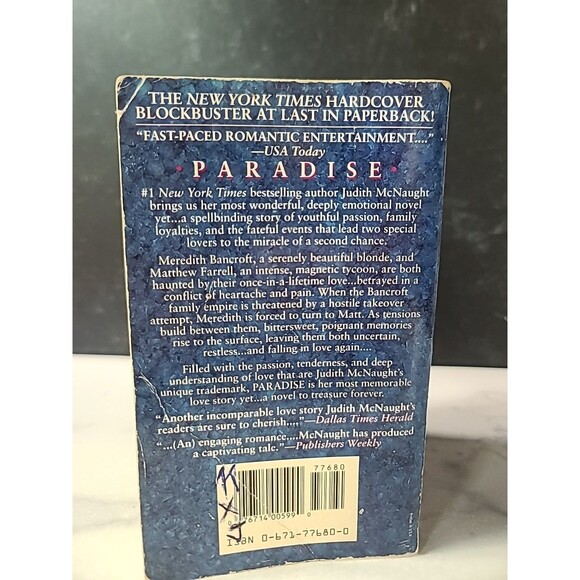 THE NEW YORK TIMES HARDCOVER
BLOCKBUSTER AT LAST IN PAPERBACK!
"FAST-PACED ROMANTIC ENTERTAINMENT...."
—USA Today
• PARADISE •
#1 New York Times bestselling author Judith McNaught
brings us her most wonderful, deeply emotional novel
yet...a spellbinding story of youthful passion, family
loyalties, and the fateful events that lead two special
lovers to the miracle of a second chance.
Meredith Bancroft, a serenely beautiful blonde, and
Matthew Farrell, an intense, magnetic tycoon, are both
haunted by their once-in-a-lifetime love...betrayed in a
conflict of heartache and pain. When the Bancroft
family empire is threatened by a hostile takeover
attempt, Meredith is forced to turn to Matt. As tensions
build between them, bittersweet, poignant memories
rise to the surface, leaving them both uncertain,
restless...and falling in love again....
Filled with the passion, tenderness, and deep
understanding of love that are Judith McNaught's
unique trademark, PARADISE is her most memorable
love story yet...a novel to treasure forever.
"Another incomparable love story Judith McNaught's
readers are sure to cherish...."—Dallas Times Herald
"...(An) engaging romance....McNaught has produced
a captivating tale."—Publishers Weekly
77680
76714 00599
ISBN 0-671-77680-0